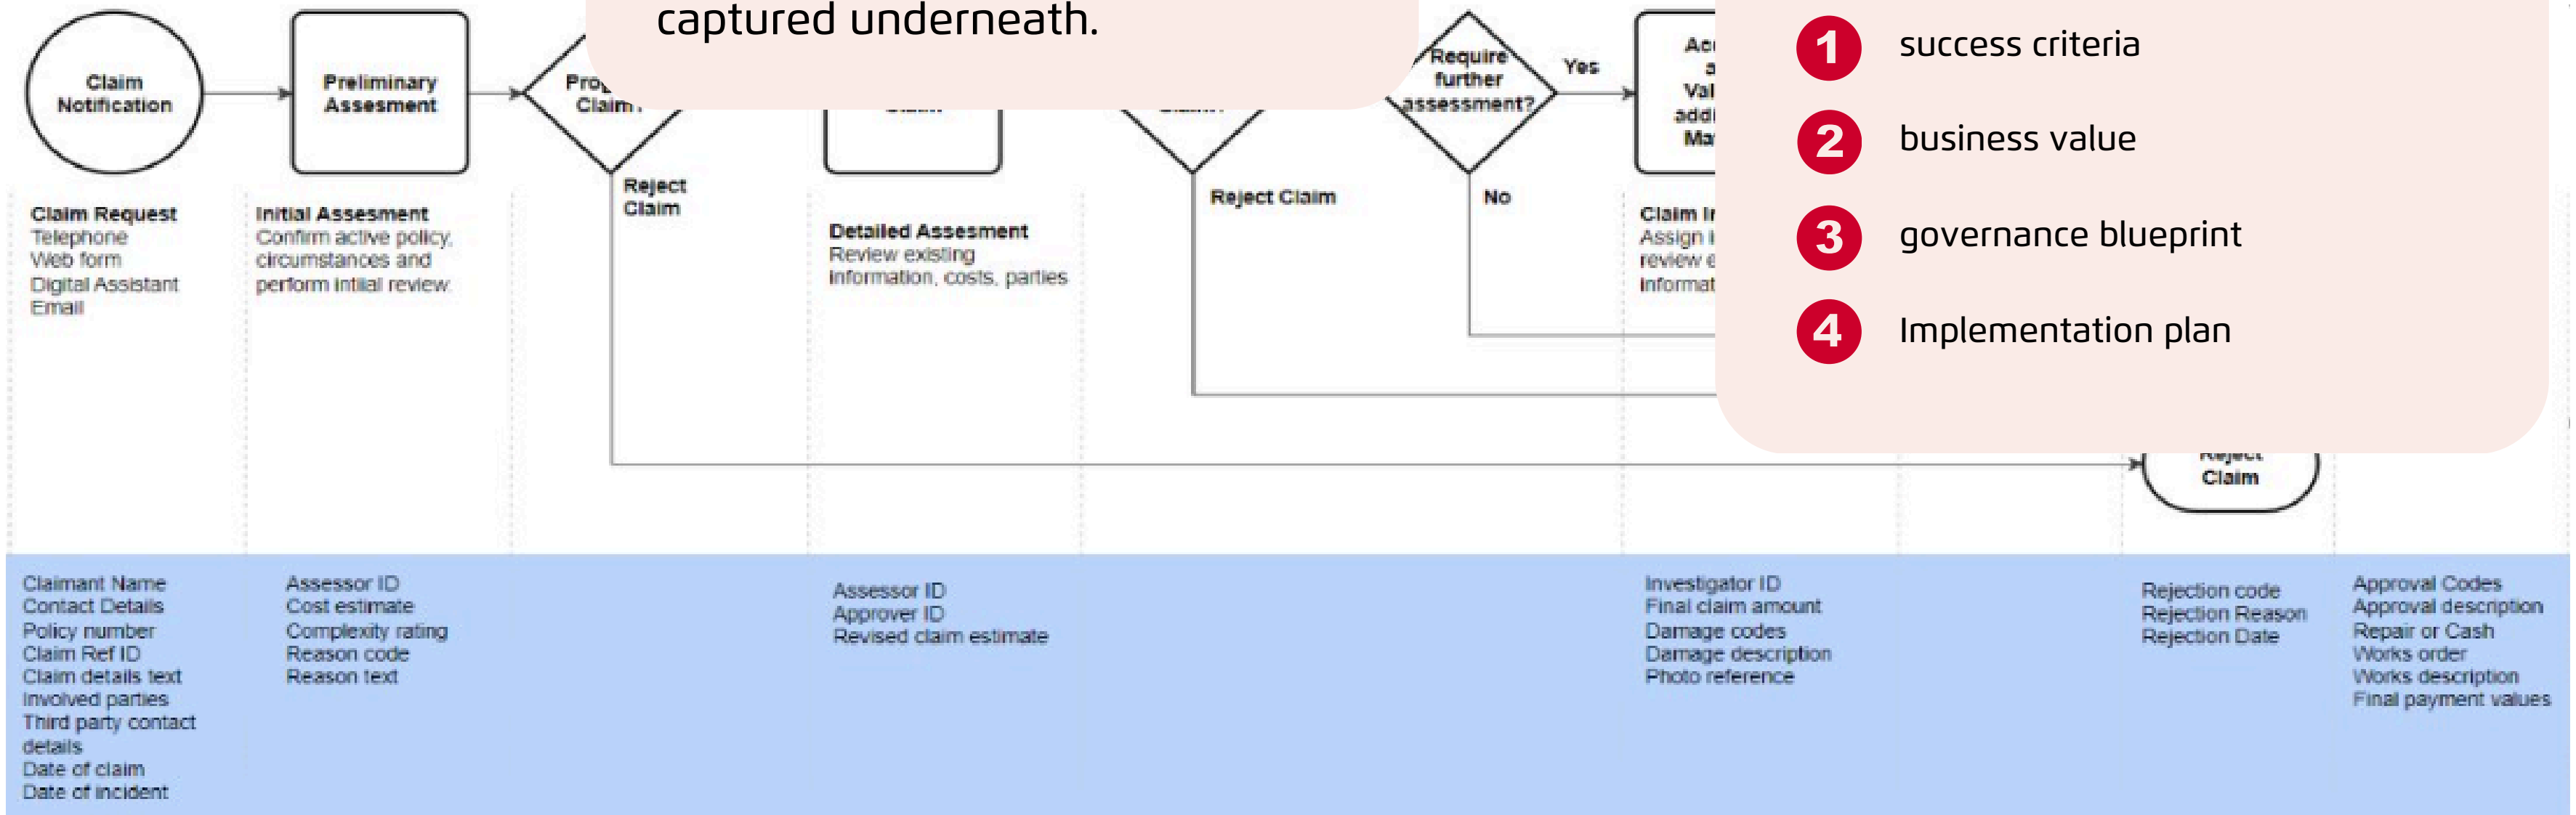 captured underneath.
1 success criteria
2 business value
3 governance blueprint
4 Implementation plan
Claim
Notification
Preliminary
Assesment
Require
further
assessment?
Yes
Reject
Claim
Reject Claim
No
Claim Request
Telephone
Web form
Digital Assistant
Email
Initial Assesment
Confirm active policy,
circumstances and
perform intiial review.
Detailed Assesment
Review existing
information, costs, parties
Claim
Assign
review
Reject
Claim
Claimant Name
Contact Details
Policy number
Claim Ref ID
Claim details text
Involved parties
Third party contact
details
Date of claim
Date of incident
Assessor ID
Cost estimate
Complexity rating
Reason code
Reason text
Assessor ID
Approver ID
Revised claim estimate
Investigator ID
Final claim amount
Damage codes
Damage description
Photo reference
Rejection code
Rejection Reason
Rejection Date
Approval Codes
Approval description
Repair or Cash
Works order
Works description
Final payment values